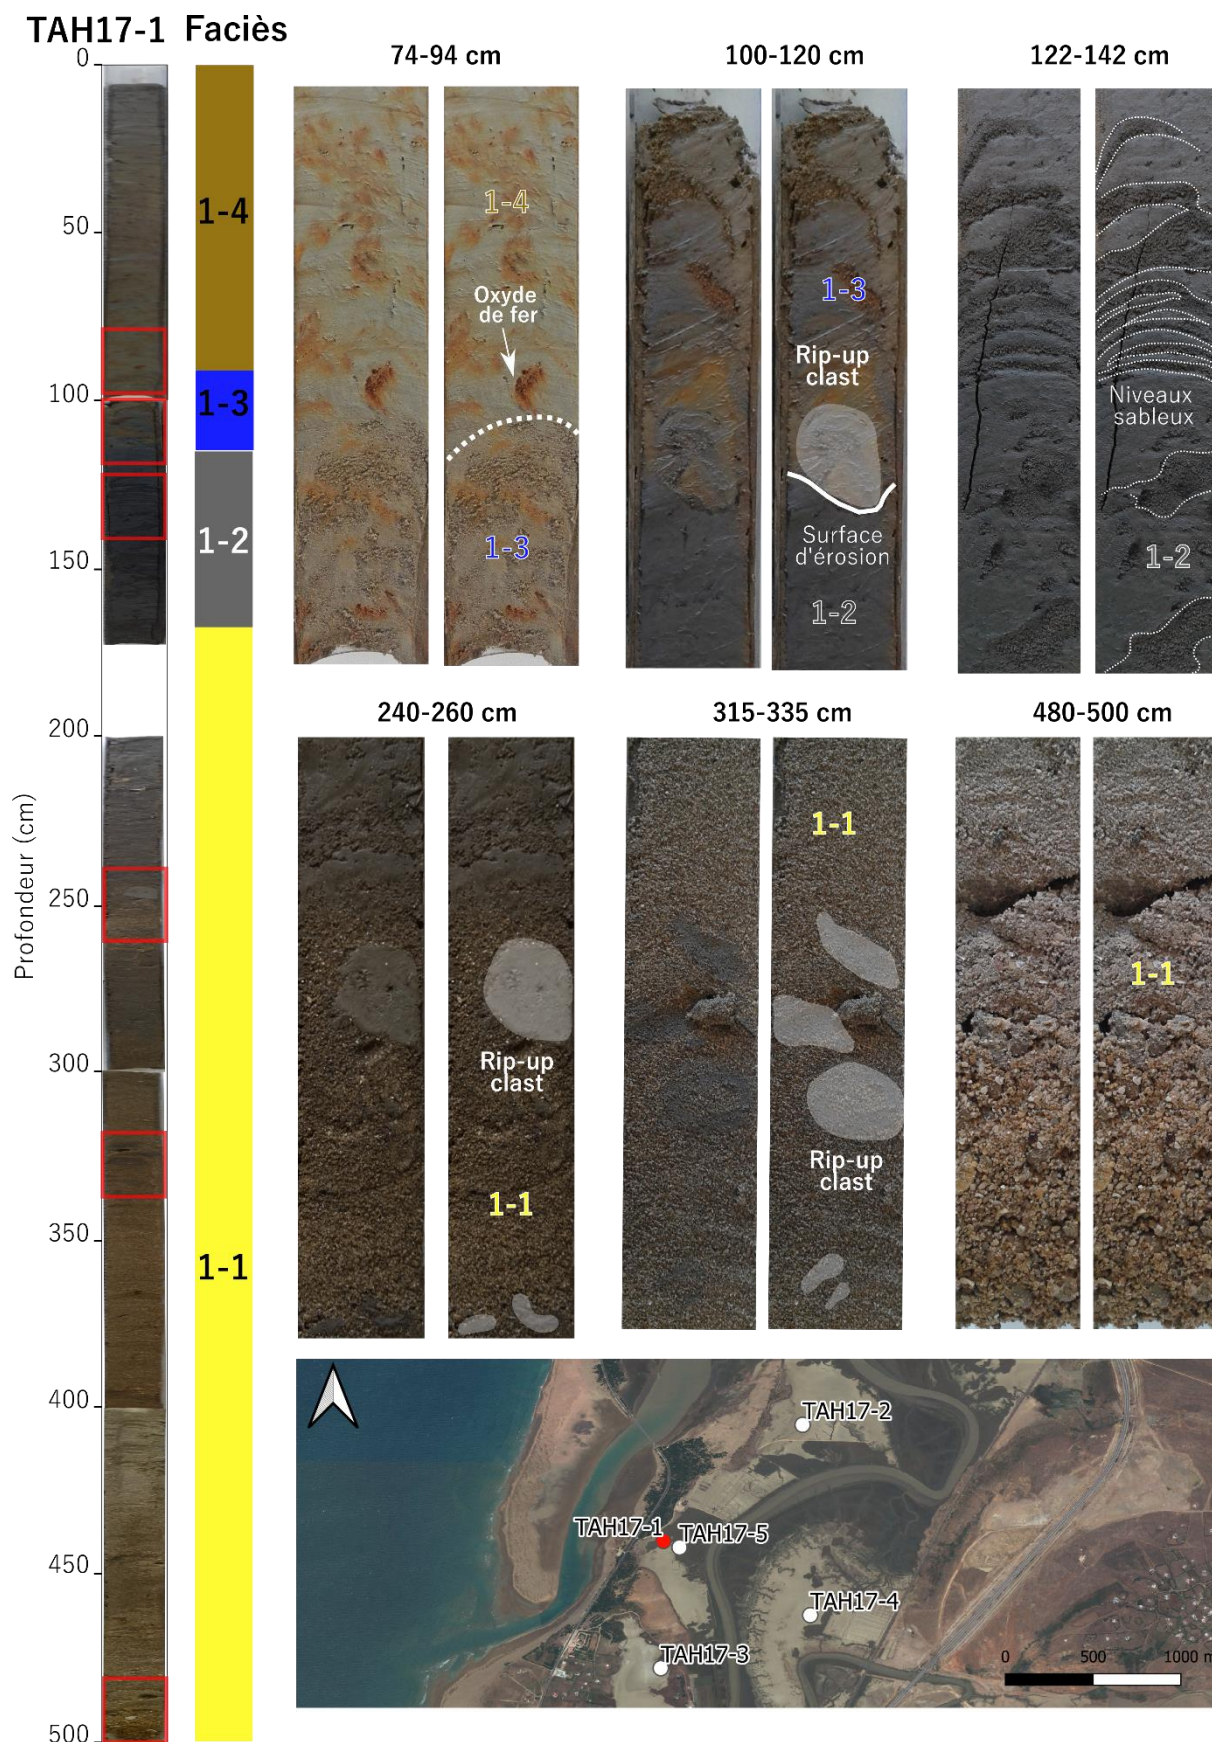 TAH17-1 Faciès
0
50
100
150
200
250
300
350
400
450
500
Profondeur (cm)
1-4
1-3
1-2
1-1
74-94 cm
1-4
Oxyde
de fer
1-3
100-120 cm
1-3
Rip-up
clast
Surface
d'érosion
1-2
122-142 cm
Niveaux
sableux
1-2
240-260 cm
Rip-up
clast
1-1
315-335 cm
1-1
Rip-up
clast
480-500 cm
1-1
TAH17-2
TAH17-1
TAH17-5
TAH17-4
TAH17-3
0 500 1000 m